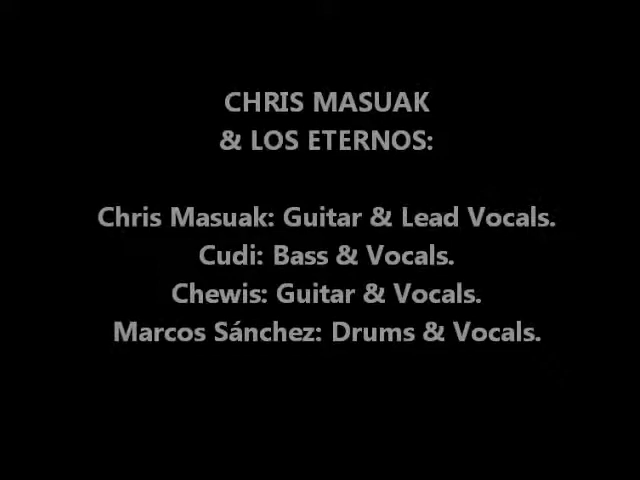 CHRIS MASUAK
& LOS ETERNOS:
Chris Masuak: Guitar & Lead Vocals.
Cudi: Bass & Vocals.
Chewis: Guitar & Vocals.
Marcos Sánchez: Drums & Vocals.